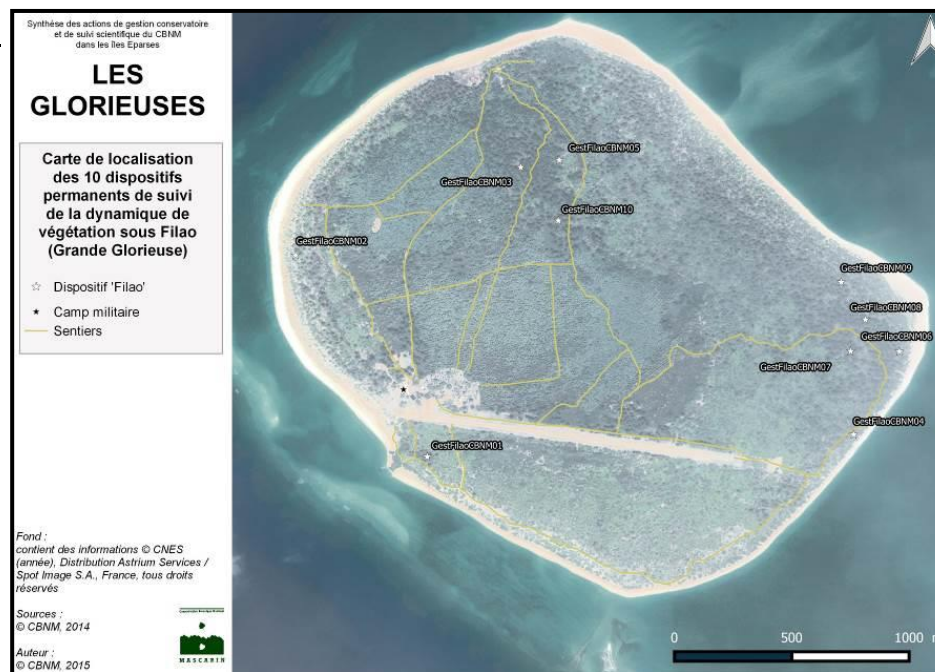 Synthèse des actions de gestion conservatoire
et de suivi scientifique du CBNM
dans les îles Eparses
LES
GLORIEUSES
Carte de localisation
des 10 dispositifs
permanents de suivi
de la dynamique de
végétation sous Filao
(Grande Glorieuse)
Dispositif 'Filao'
Camp militaire
Sentiers
Fond :
contient des informations © CNES
(année), Distribution Astrium Services /
Spot Image S.A., France, tous droits
réservés
Sources :
© CBNM, 2014
Auteur :
© CBNM, 2015
MASCARIN
GestFilaoCBNM05
GestFilaoCBNM03
GestFilaoCBNM10
GestFilaoCBNM02
GestFilaoCBNM09
GestFilaoCBNM08
GestFilaoCBNM06
GestFilaoCBNM07
GestFilaoCBNM04
GestFilaoCBNM01
0 500 1000 m